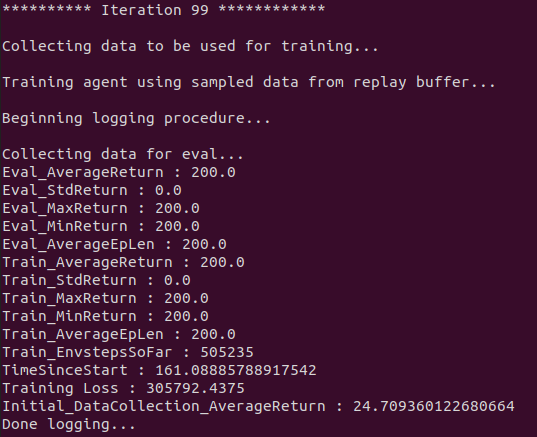 ********** Iteration 99 ************
Collecting data to be used for training...
Training agent using sampled data from replay buffer...
Beginning logging procedure...
Collecting data for eval...
Eval_AverageReturn : 200.0
Eval_StdReturn : 0.0
Eval_MaxReturn : 200.0
Eval_MinReturn : 200.0
Eval_AverageEpLen : 200.0
Train_AverageReturn : 200.0
Train_StdReturn : 0.0
Train_MaxReturn : 200.0
Train_MinReturn : 200.0
Train_AverageEpLen : 200.0
Train_EnvstepsSoFar : 505235
TimeSinceStart : 161.08885788917542
Training Loss : 305792.4375
Initial_DataCollection_AverageReturn : 24.709360122680664
Done logging...